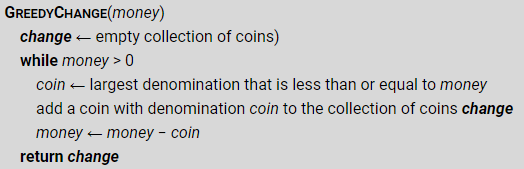 GREEDYCHANGE(money)
change ← empty collection of coins)
while money > 0
coin ← largest denomination that is less than or equal to money
add a coin with denomination coin to the collection of coins change
money ← money − coin
return change